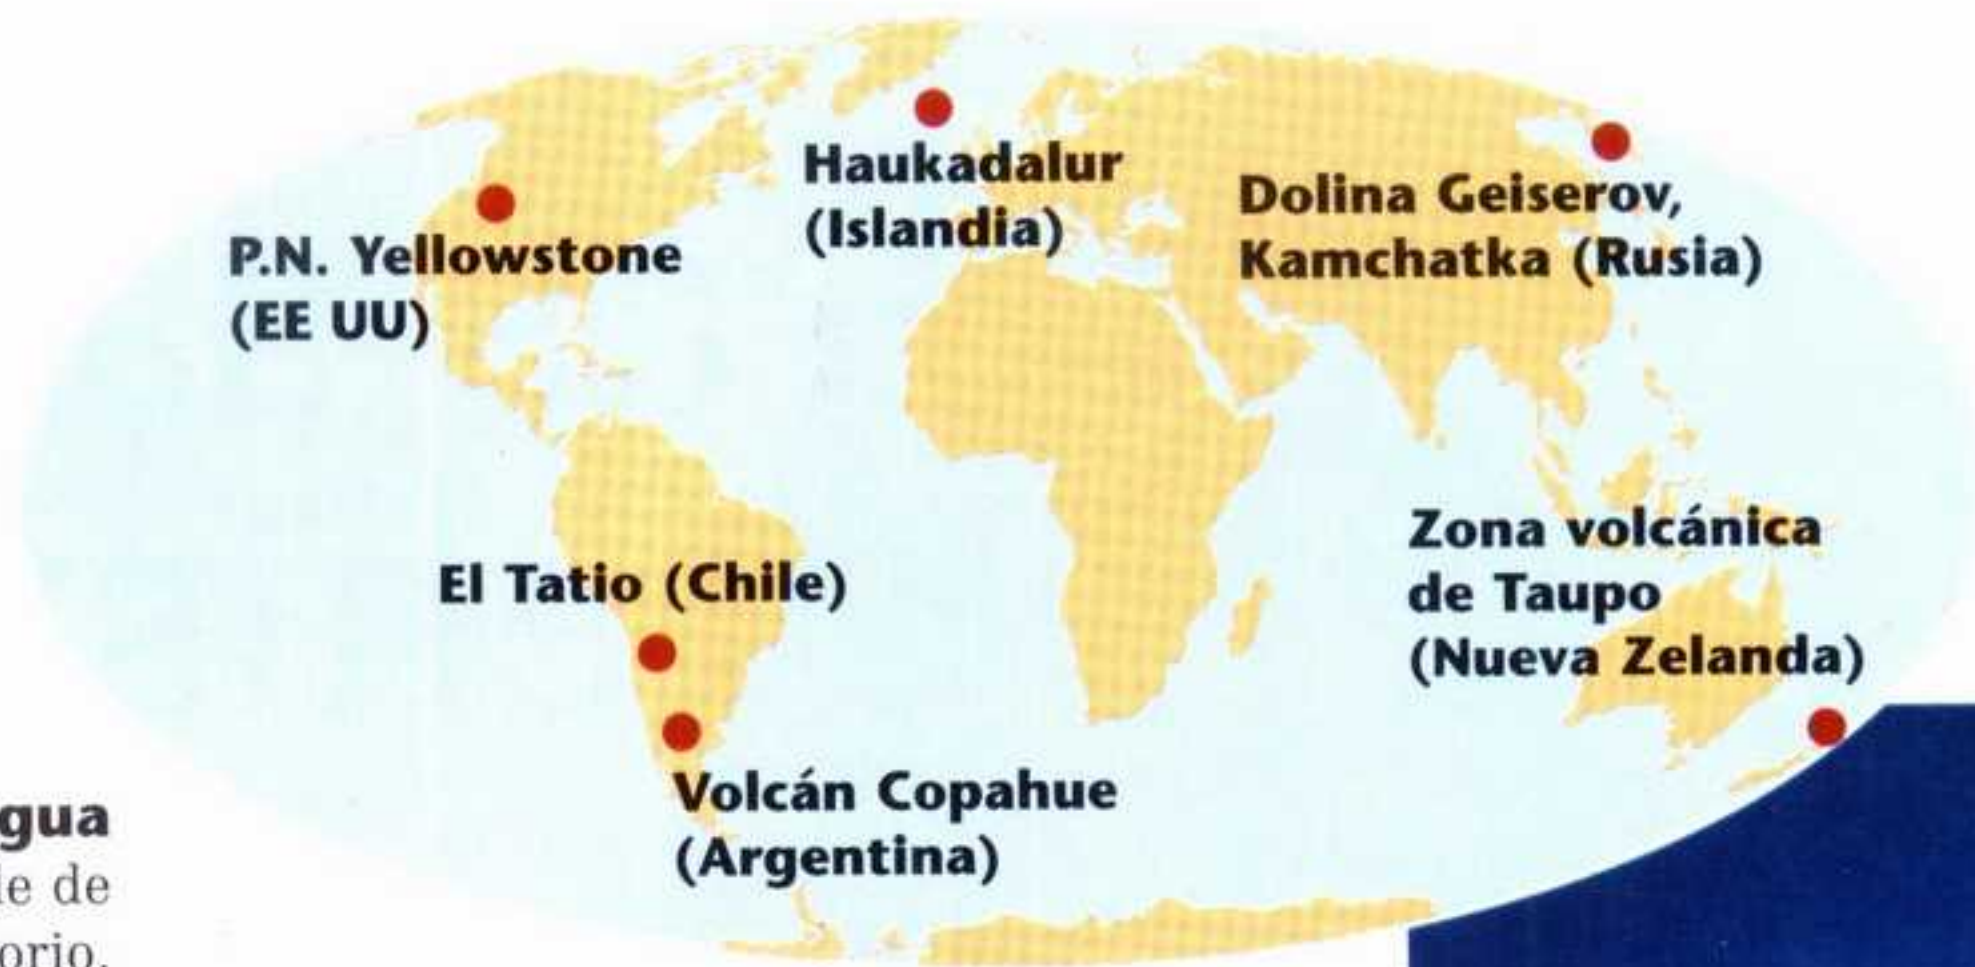 Haukadalur
(Islandia)
Dolina Geiserov,
Kamchatka (Rusia)
P.N. Yellowstone
(EE UU)
El Tatio (Chile)
Zona volcánica
de Taupo
(Nueva Zelanda)
Volcán Copahue
(Argentina)
gua
de
orio.